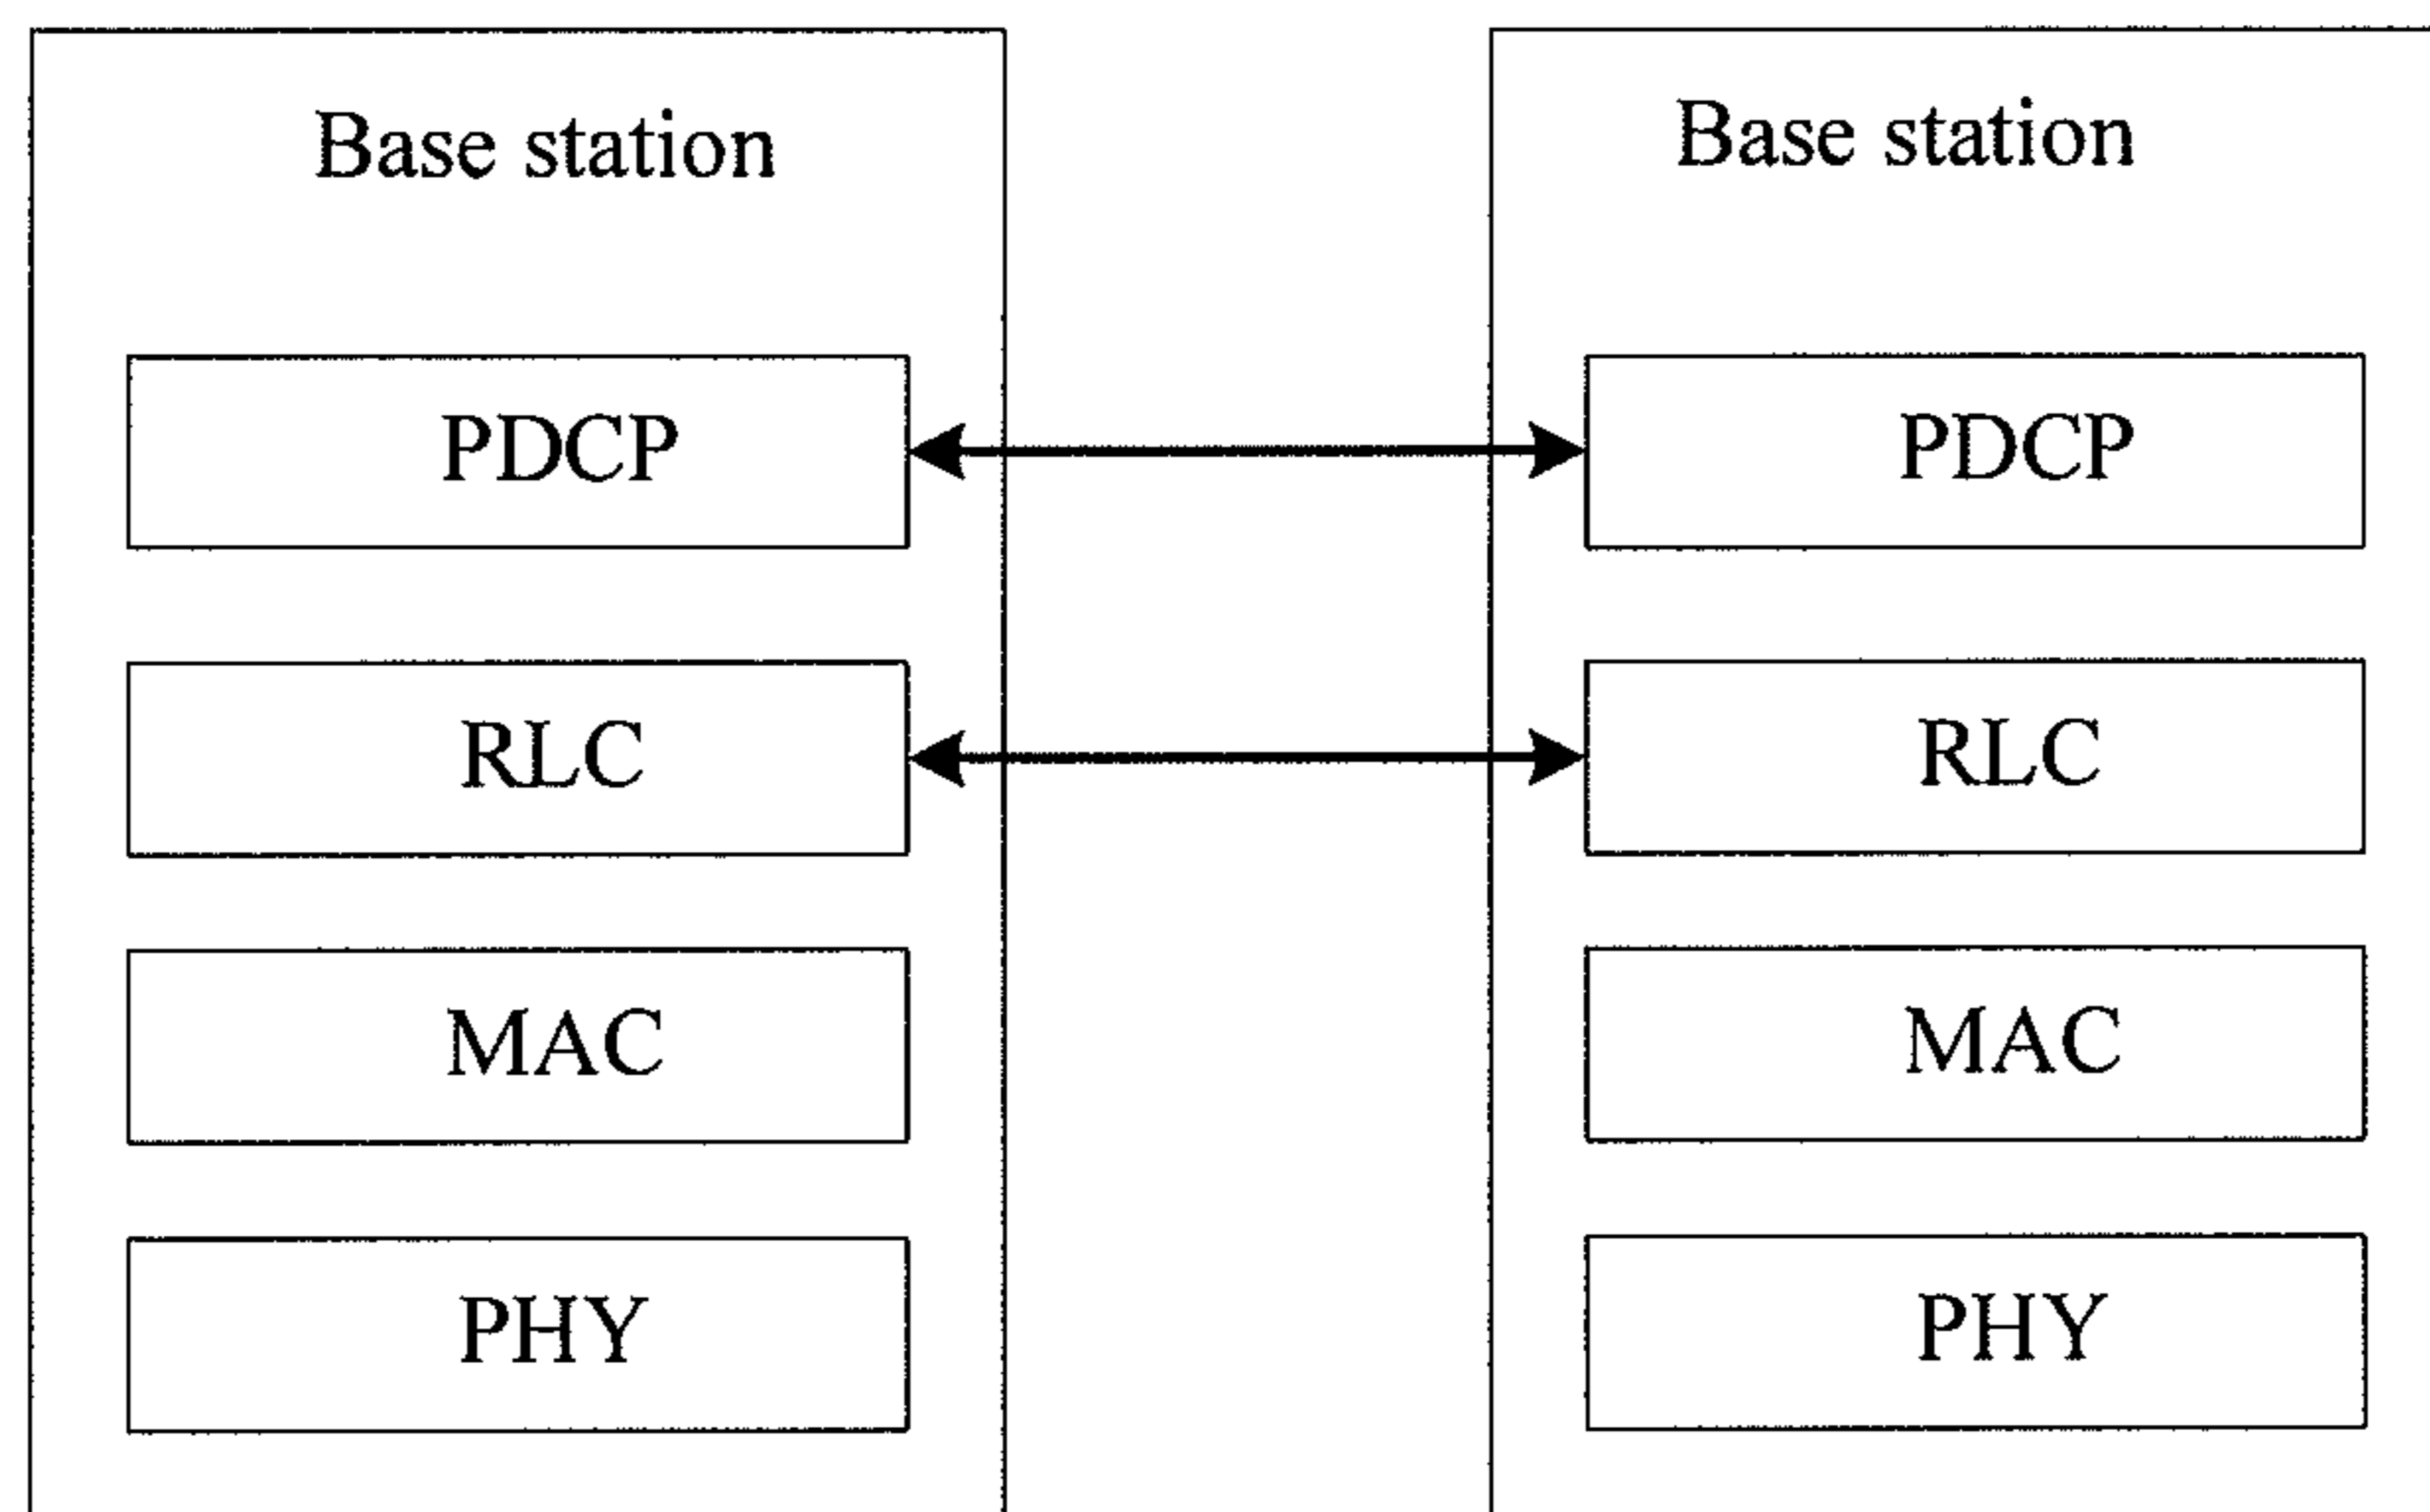 Base station
PDCP
RLC
MAC
PHY
Base station
PDCP
RLC
MAC
PHY